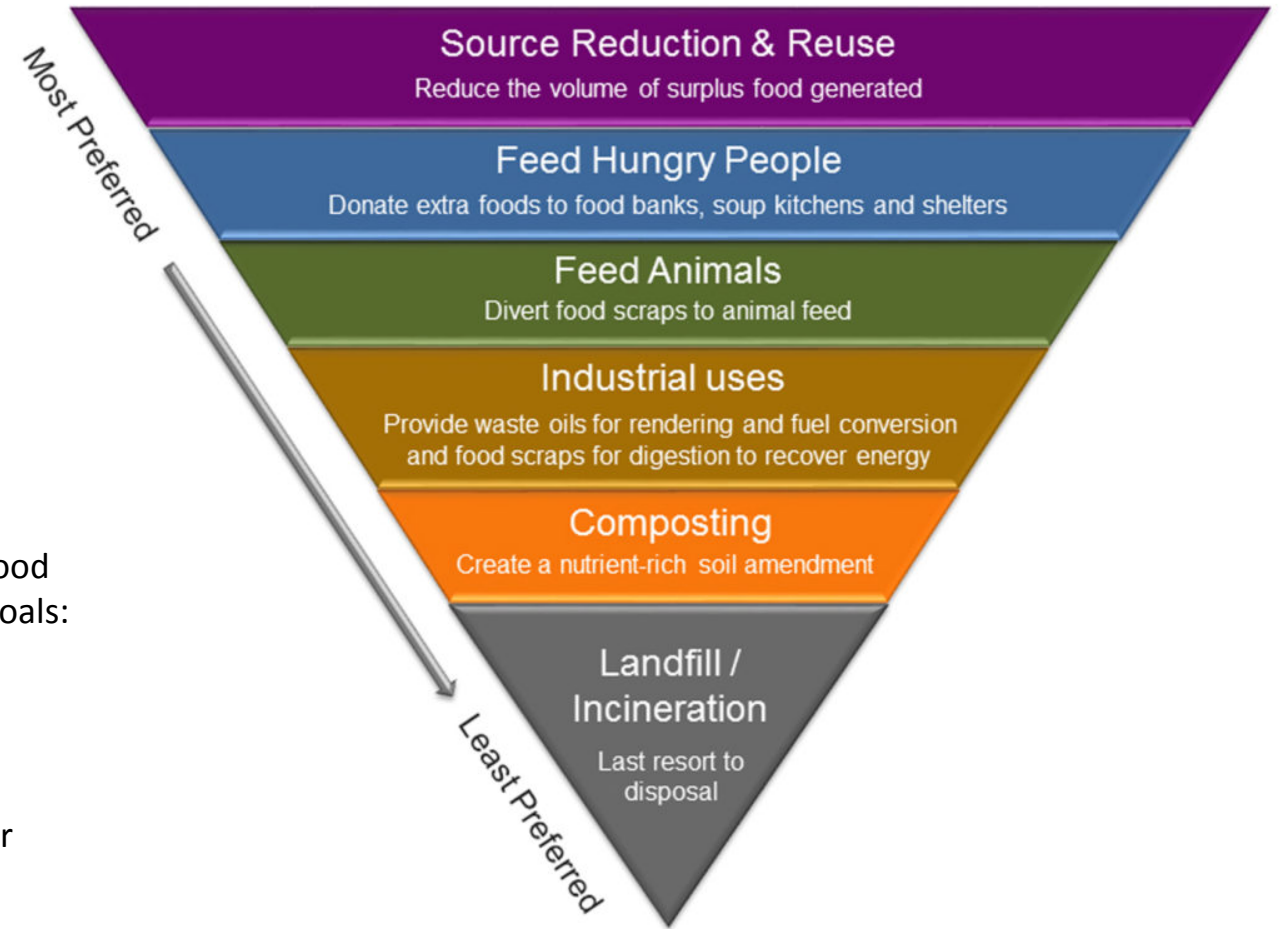 Source Reduction & Reuse
Reduce the volume of surplus food generated
Most Preferred
Feed Hungry People
Donate extra foods to food banks, soup kitchens and shelters
Feed Animals
Divert food scraps to animal feed
Industrial uses
Provide waste oils for rendering and fuel conversion
and food scraps for digestion to recover energy
Composting
Create a nutrient-rich soil amendment
Landfill /
Incineration
Last resort to
disposal
Least Preferred